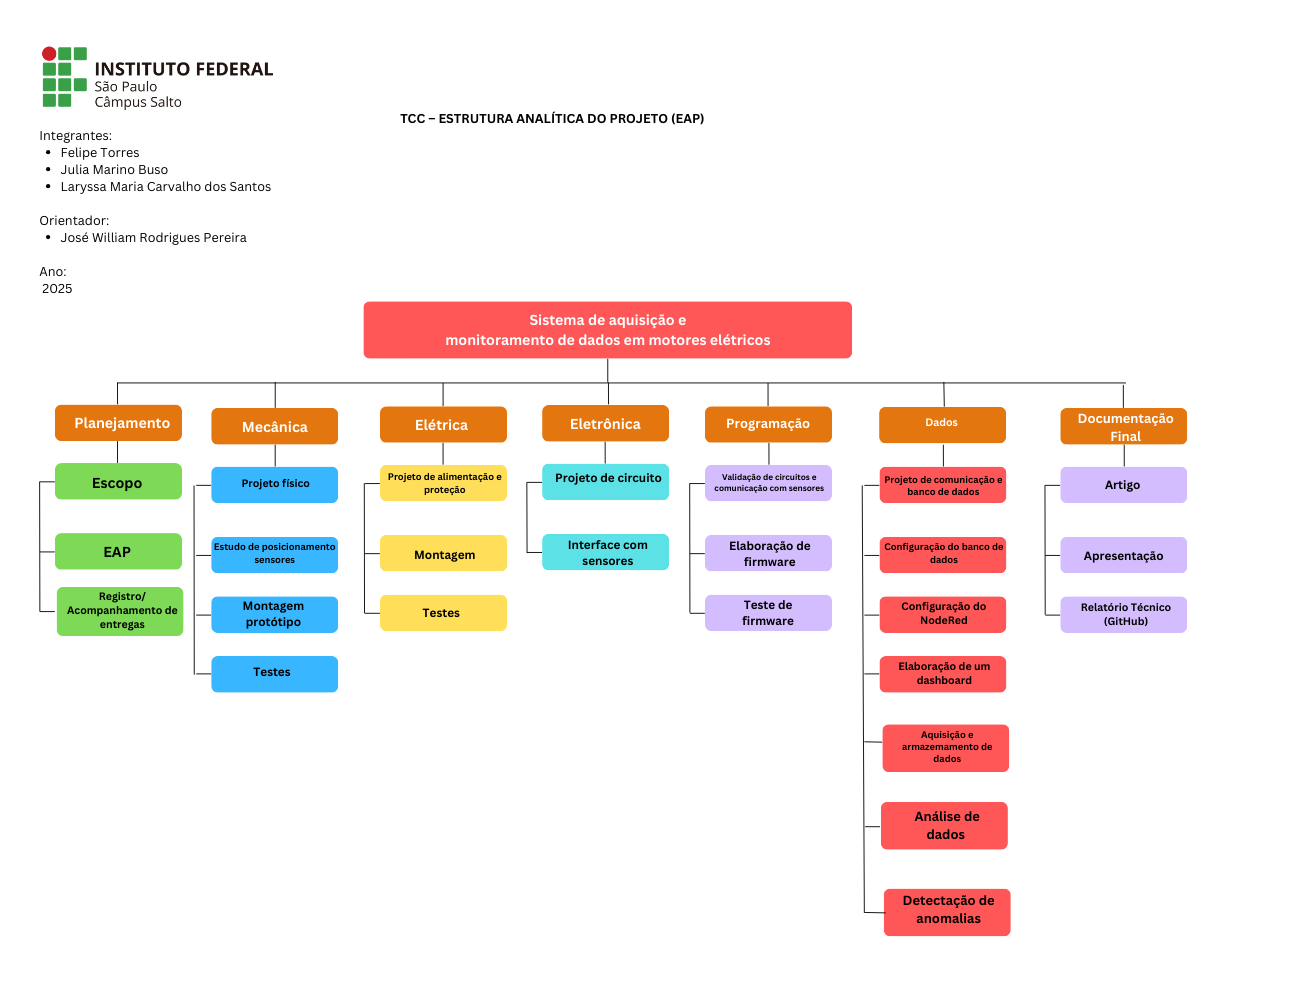 INSTITUTO FEDERAL
São Paulo
Câmpus Salto
TCC – ESTRUTURA ANALÍTICA DO PROJETO (EAP)
Integrantes:
• Felipe Torres
• Julia Marino Buso
• Laryssa Maria Carvalho dos Santos
Orientador:
• José William Rodrigues Pereira
Ano:
2025
Sistema de aquisição e
monitoramento de dados em motores elétricos
Planejamento
Escopo
EAP
Registro/
Acompanhamento de
entregas
Mecânica
Projeto físico
Estudo de posicionamento
sensores
Montagem
protótipo
Testes
Elétrica
Projeto de alimentação e
proteção
Montagem
Testes
Eletrônica
Projeto de circuito
Interface com
sensores
Programação
Validação de circuitos e
comunicação com sensores
Elaboração de
firmware
Teste de
firmware
Dados
Projeto de comunicação e
banco de dados
Configuração do banco de
dados
Configuração do
NodeRed
Elaboração de um
dashboard
Aquisição e
armazemamento de
dados
Análise de
dados
Detectação de
anomalias
Documentação
Final
Artigo
Apresentação
Relatório Técnico
(GitHub)